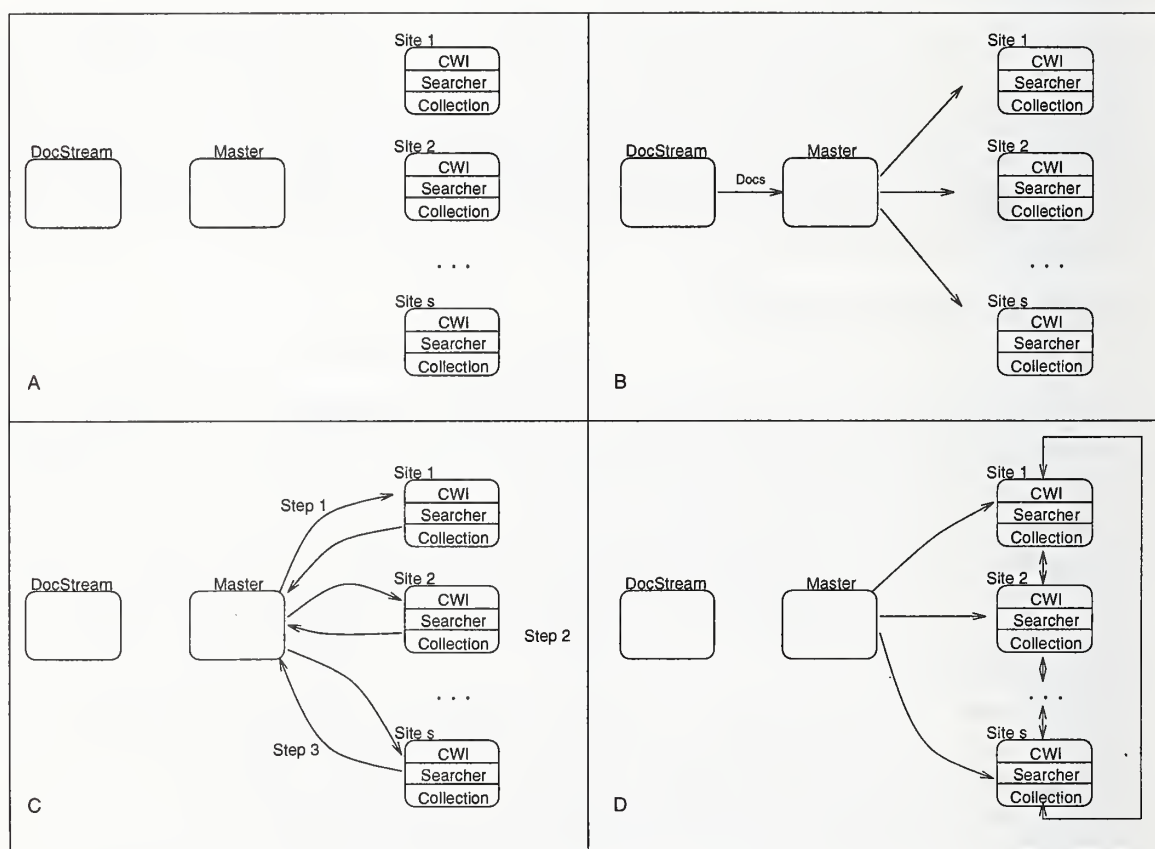 Site 1
CWI
Searcher
Collection
DocStream
Master
Site 2
CWI
Searcher
Collection
. . .
Site s
CWI
Searcher
Collection
A
Site 1
CWI
Searcher
Collection
DocStream
Master
Docs
Site 2
CWI
Searcher
Collection
. . .
Site s
CWI
Searcher
Collection
B
Site 1
CWI
Searcher
Collection
Step 1
DocStream
Master
Site 2
CWI
Searcher
Collection
Step 2
. . .
Site s
CWI
Searcher
Collection
Step 3
C
Site 1
CWI
Searcher
Collection
DocStream
Master
Site 2
CWI
Searcher
Collection
. . .
Site s
CWI
Searcher
Collection
D